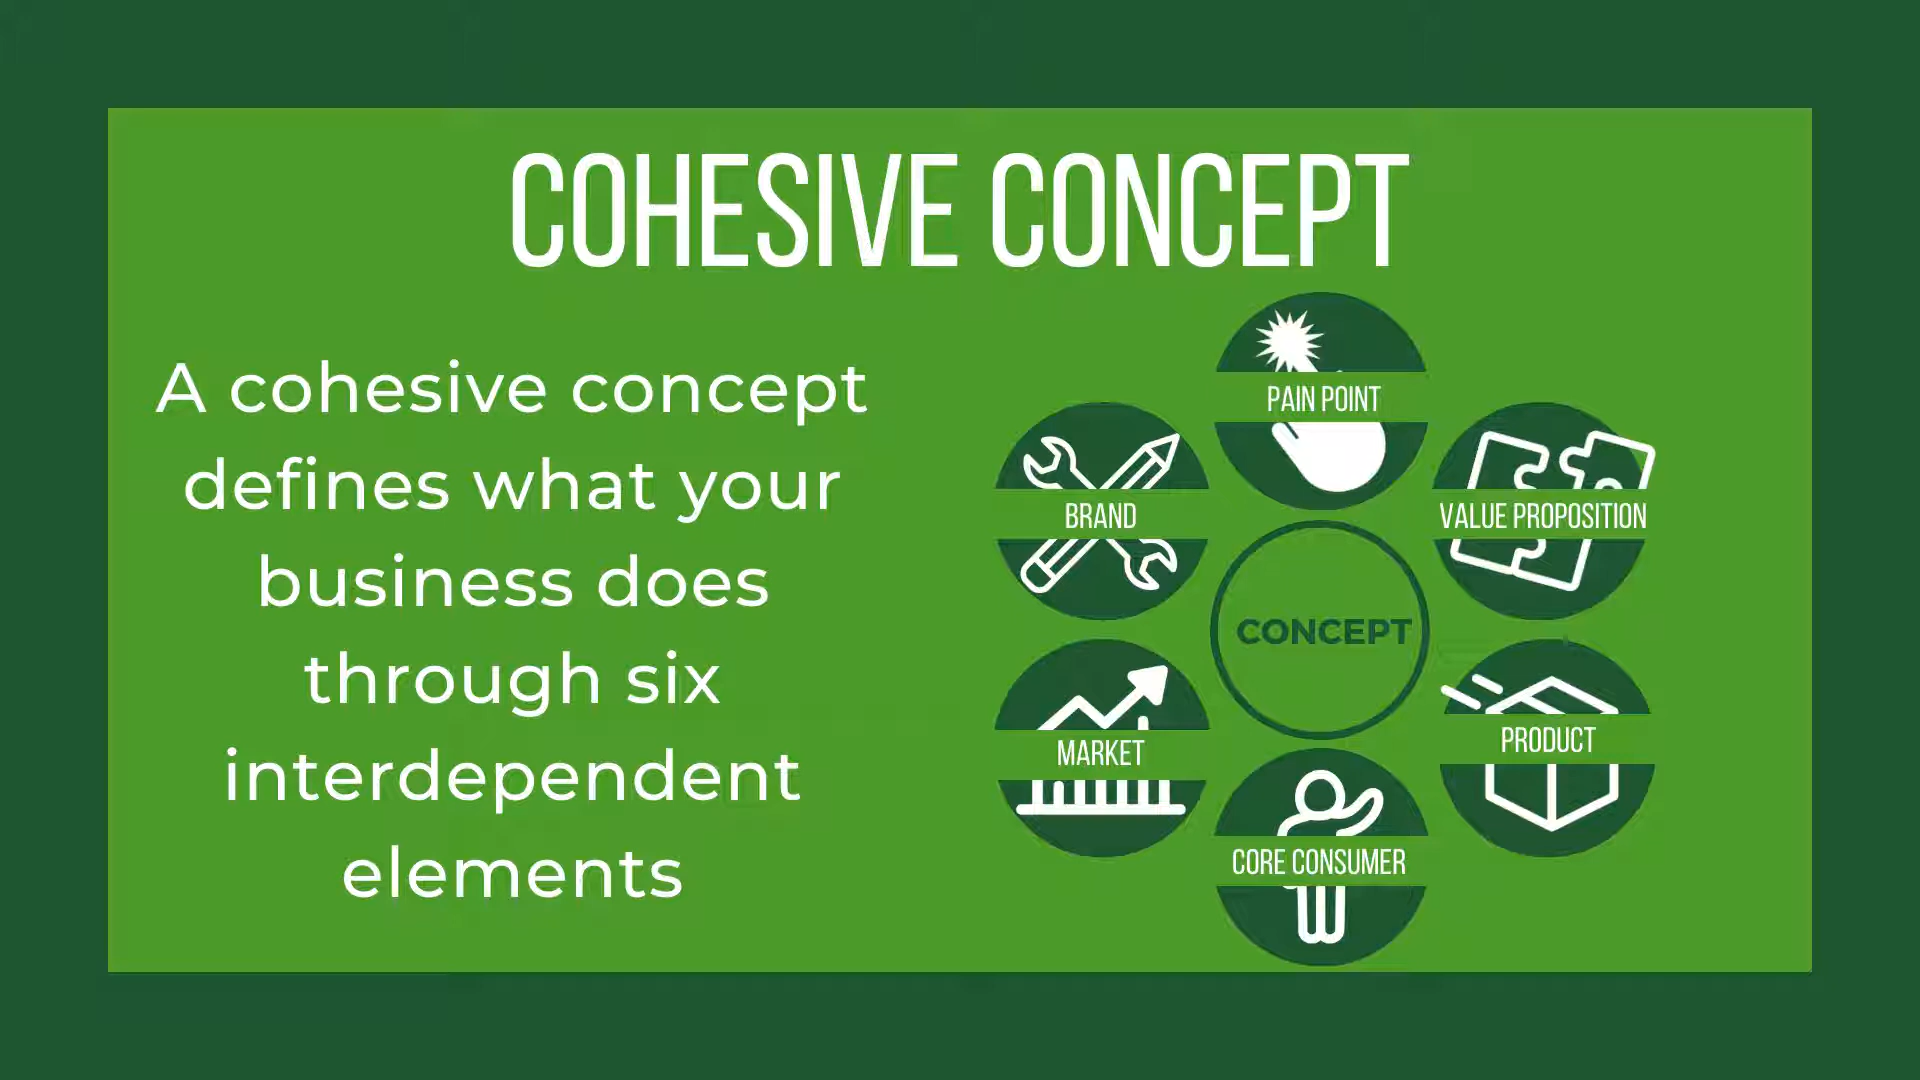 COHESIVE CONCEPT
A cohesive concept
defines what your
business does
through six
interdependent
elements
PAIN POINT
BRAND
VALUE PROPOSITION
CONCEPT
MARKET
PRODUCT
CORE CONSUMER